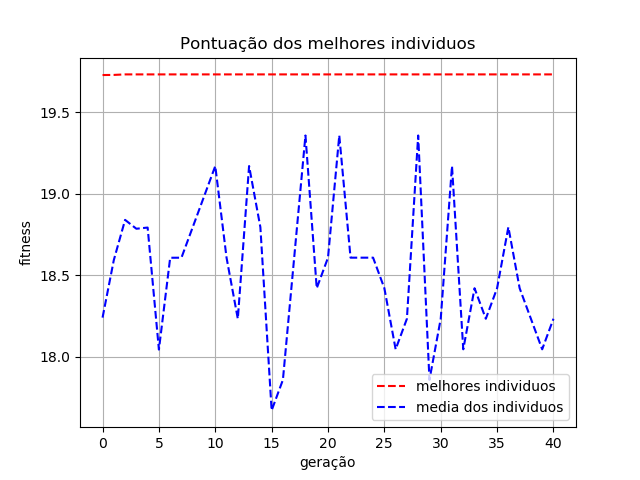 Pontuação dos melhores individuos
19.5
19.0
18.5
18.0
fitness
melhores individuos
media dos individuos
0 5 10 15 20 25 30 35 40
geração